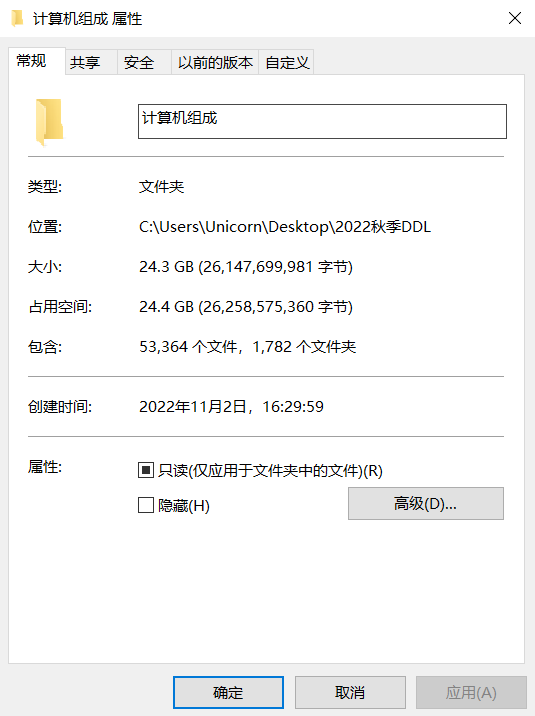 计算机组成 属性
常规 共享 安全 以前的版本 自定义
计算机组成
类型: 文件夹
位置: C:\Users\Unicorn\Desktop\2022秋季DDL
大小: 24.3 GB (26,147,699,981 字节)
占用空间: 24.4 GB (26,258,575,360 字节)
包含: 53,364 个文件，1,782 个文件夹
创建时间: 2022年11月2日，16:29:59
属性: 只读(仅应用于文件夹中的文件)(R)
隐藏(H) 高级(D)...
确定 取消 应用(A)